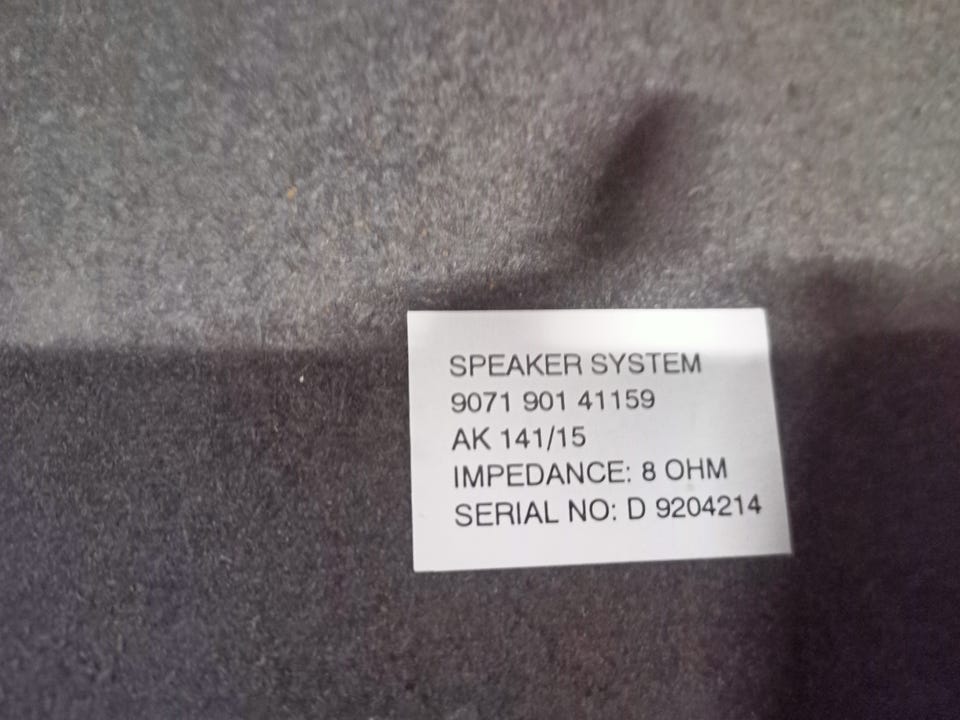 SPEAKER SYSTEM
9071 901 41159
AK 141/15
IMPEDANCE: 8 OHM
SERIAL NO: D 9204214